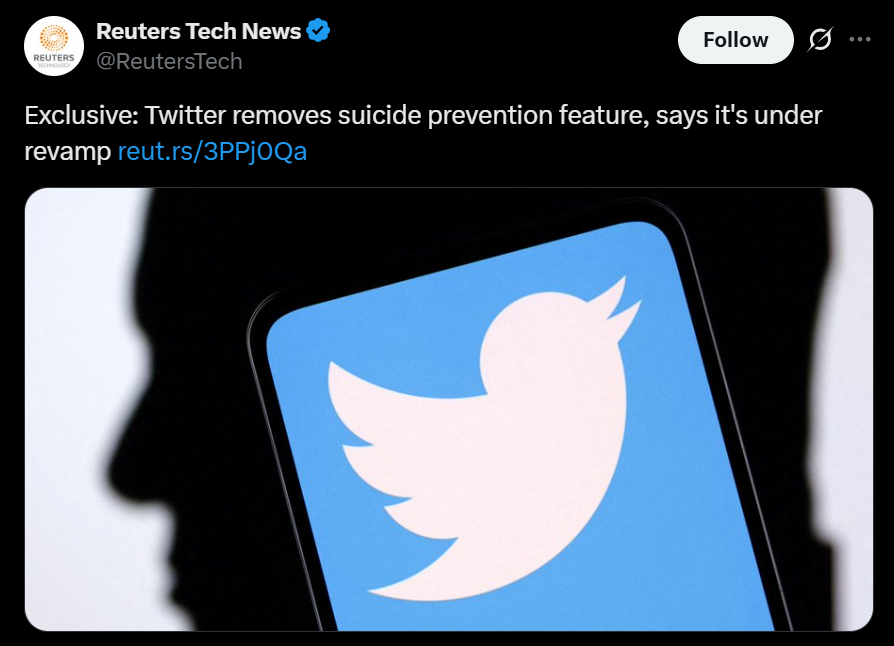 Reuters Tech News
Follow
@ReutersTech
REUTERS
TECHNOLOGY
Exclusive: Twitter removes suicide prevention feature, says it's under
revamp reut.rs/3PPj0Qa